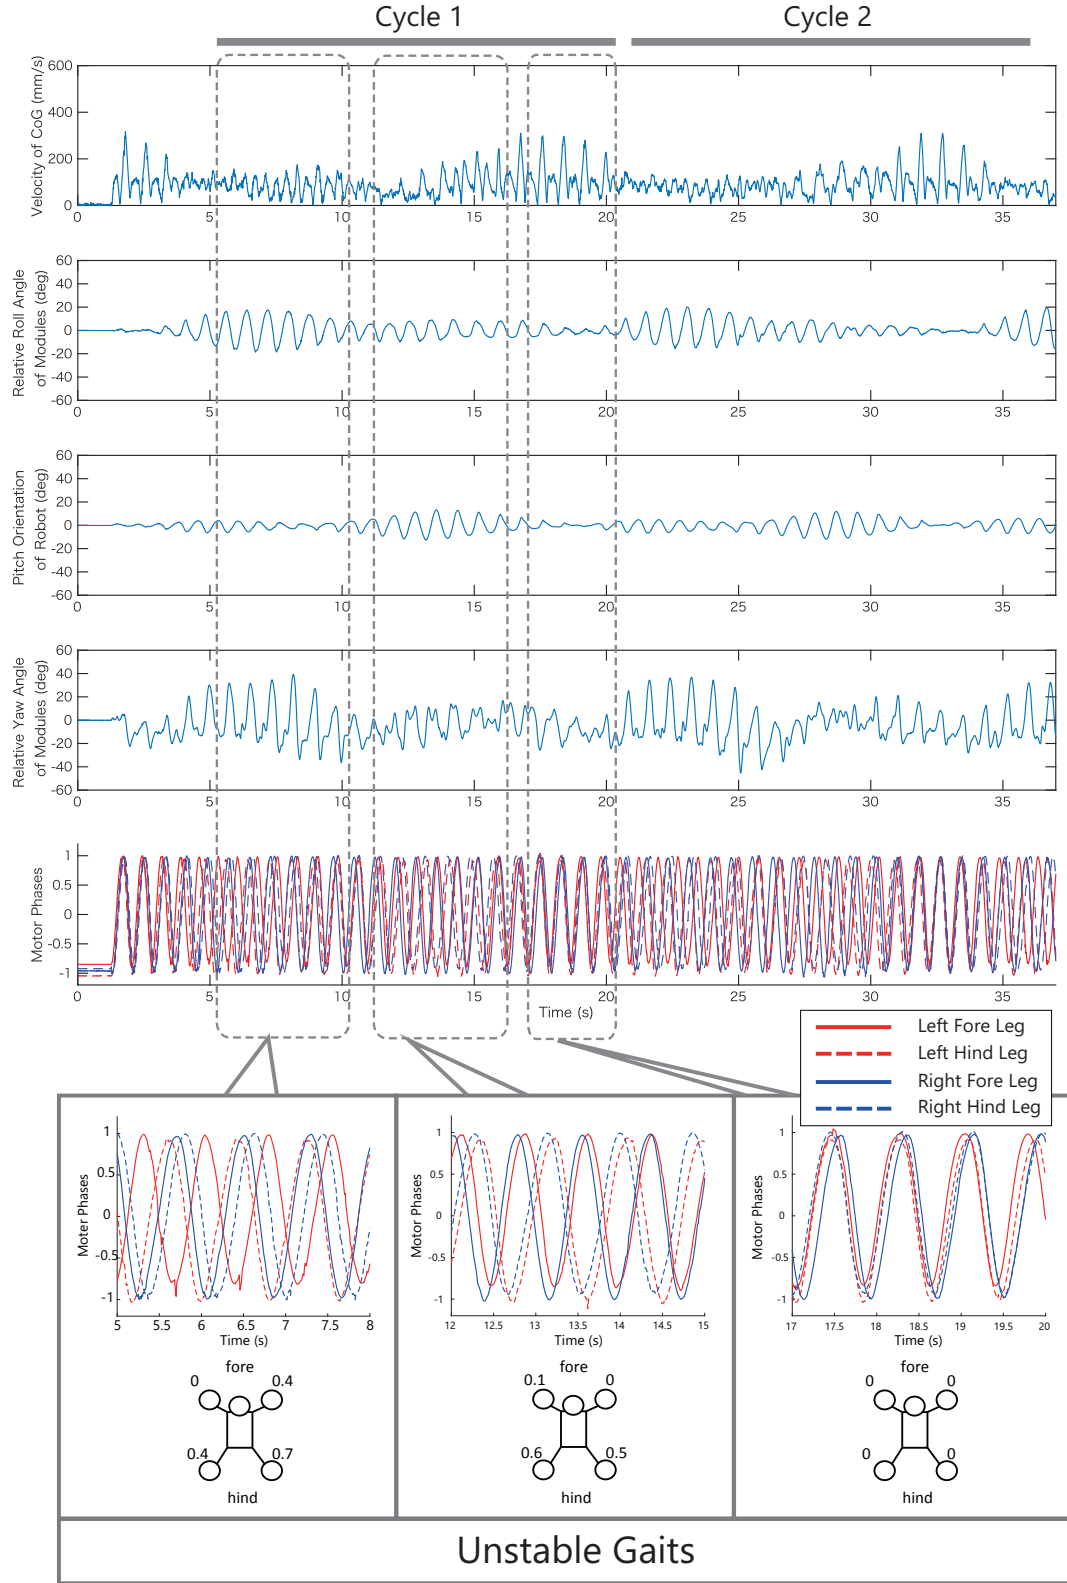 Cycle 1
Cycle 2
Velocity of CoG (mm/s)
600
400
200
0
0 5 10 15 20 25 30 35
Relative Roll Angle
of Modules (deg)
60
40
20
0
-20
-40
-60
0 5 10 15 20 25 30 35
Pitch Orientation
of Robot (deg)
60
40
20
0
-20
-40
-60
0 5 10 15 20 25 30 35
Relative Yaw Angle
of Modules (deg)
60
40
20
0
-20
-40
-60
0 5 10 15 20 25 30 35
Motor Phases
1
0.5
0
-0.5
-1
0 5 10 15 20 25 30 35
Time (s)
Left Fore Leg
Left Hind Leg
Right Fore Leg
Right Hind Leg
Moter Phases
1
0.5
0
-0.5
-1
5 5.5 6 6.5 7 7.5 8
Time (s)
fore
0 0.4
0.4 0.7
hind
Motor Phases
1
0.5
0
-0.5
-1
12 12.5 13 13.5 14 14.5 15
Time (s)
fore
0.1 0
0.6 0.5
hind
Motor Phases
1
0.5
0
-0.5
-1
17 17.5 18 18.5 19 19.5 20
Time (s)
fore
0 0
0 0
hind
Unstable Gaits